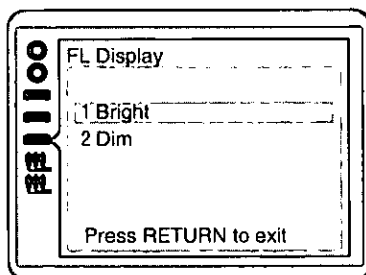 FL Display
1 Bright
2 Dim
Press RETURN to exit